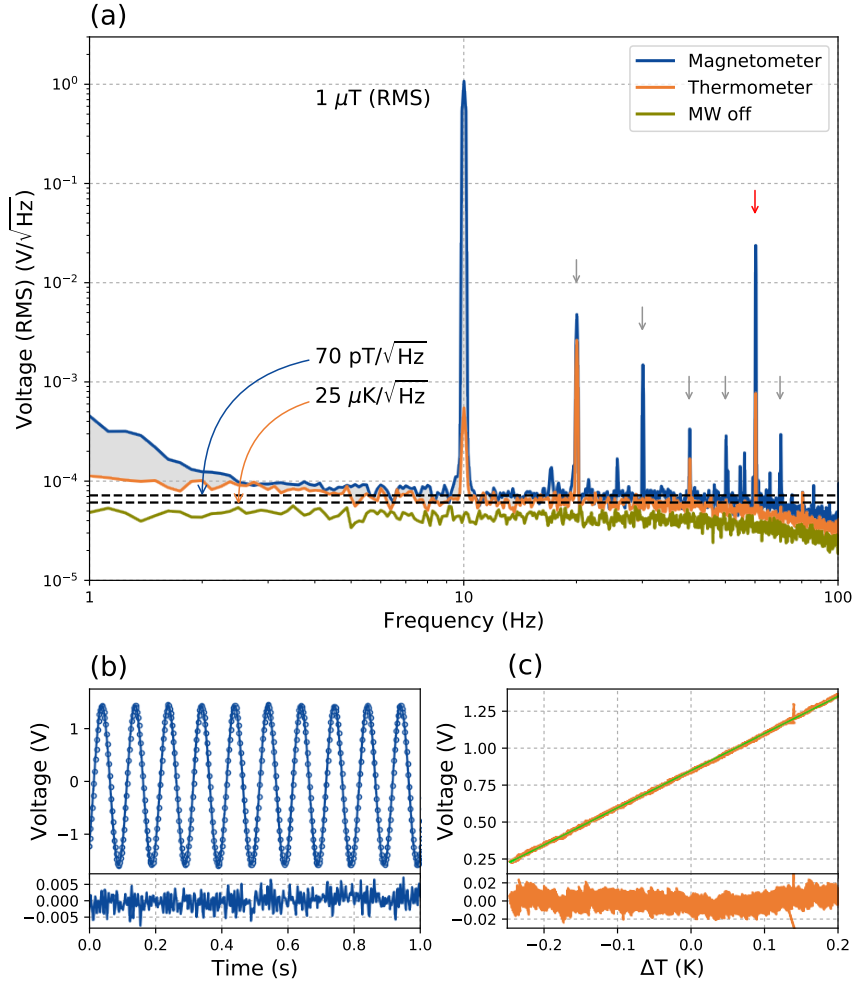 (a)
Voltage (RMS) (V/√Hz)
10⁰
10⁻¹
10⁻²
10⁻³
10⁻⁴
10⁻⁵
1 μT (RMS)
Magnetometer
Thermometer
MW off
70 pT/√Hz
25 μK/√Hz
1 10 100
Frequency (Hz)
(b)
Voltage (V)
1
0
−1
0.005
0.000
−0.005
0.0 0.2 0.4 0.6 0.8 1.0
Time (s)
(c)
Voltage (V)
1.25
1.00
0.75
0.50
0.25
0.02
0.00
−0.02
−0.2 −0.1 0.0 0.1 0.2
ΔT (K)